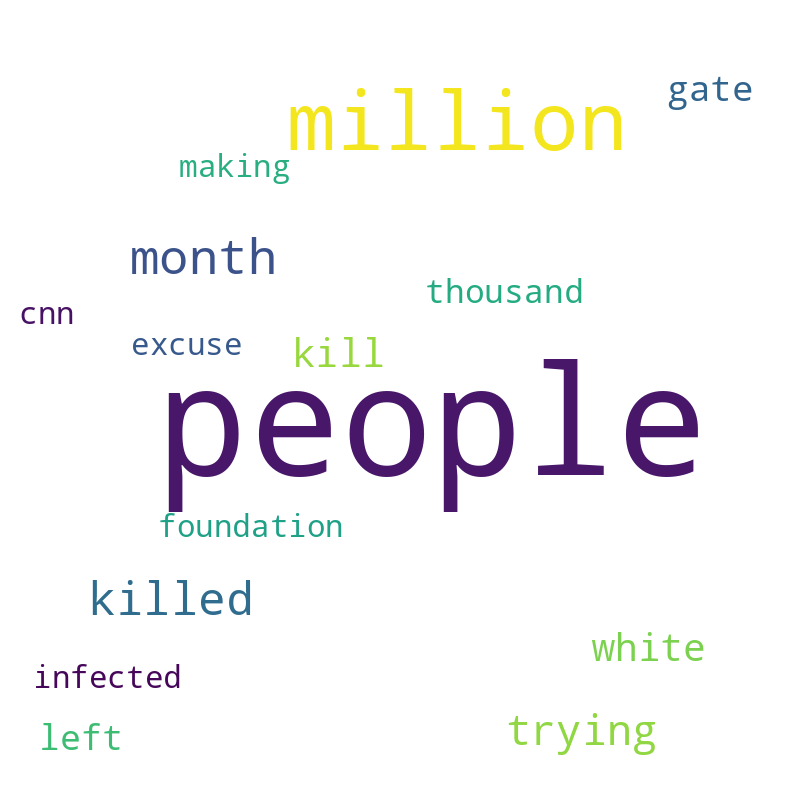 gate
million
making
month
thousand
cnn
excuse
kill
people
foundation
killed
white
infected
trying
left